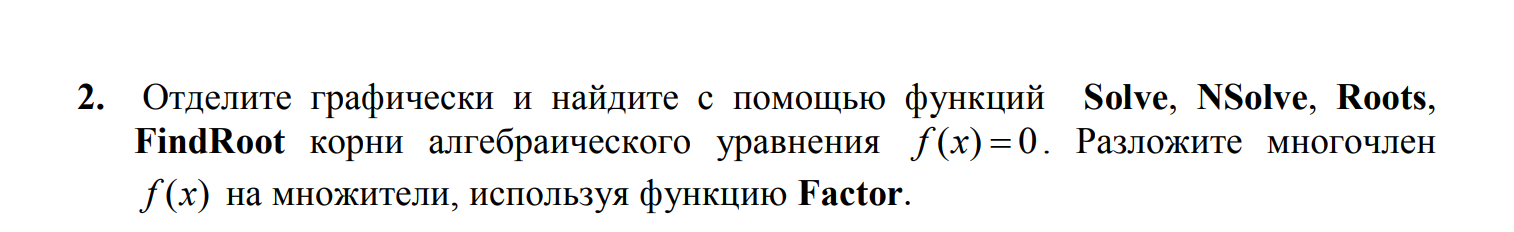 2. Отделите графически и найдите с помощью функций Solve, NSolve, Roots,
FindRoot корни алгебраического уравнения f(x)=0. Разложите многочлен
f(x) на множители, используя функцию Factor.